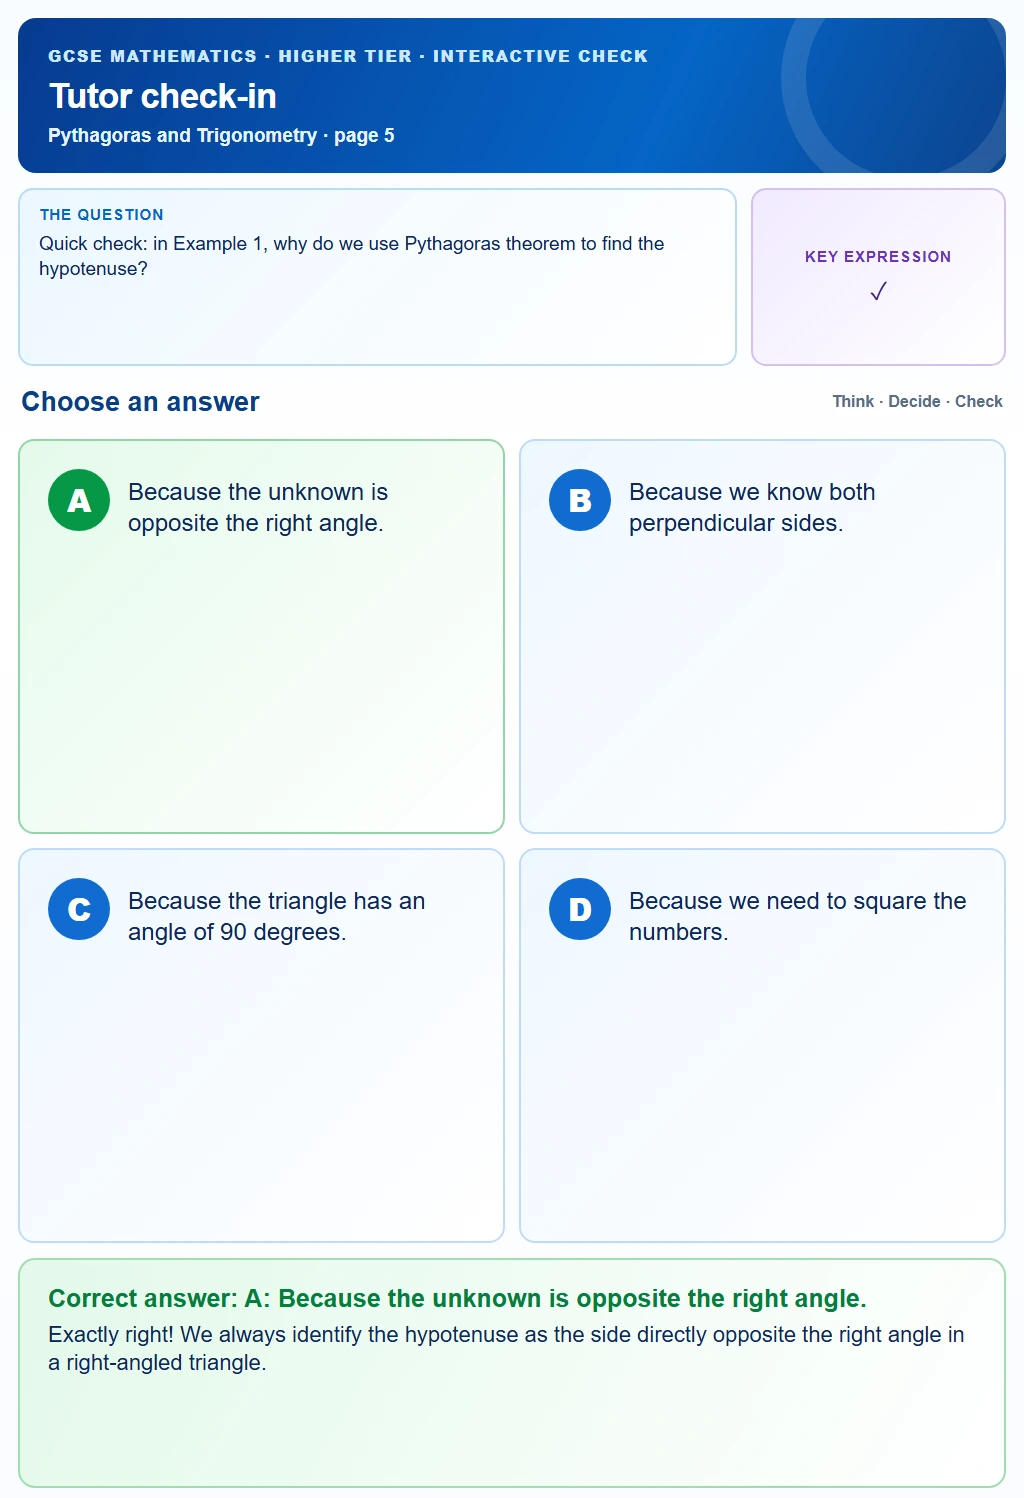 GCSE MATHEMATICS · HIGHER TIER · INTERACTIVE CHECK
Tutor check-in
Pythagoras and Trigonometry · page 5
THE QUESTION
Quick check: in Example 1, why do we use Pythagoras theorem to find the
hypotenuse?
KEY EXPRESSION
✓
Choose an answer
Think · Decide · Check
A
Because the unknown is
opposite the right angle.
B
Because we know both
perpendicular sides.
C
Because the triangle has an
angle of 90 degrees.
D
Because we need to square the
numbers.
Correct answer: A: Because the unknown is opposite the right angle.
Exactly right! We always identify the hypotenuse as the side directly opposite the right angle in
a right-angled triangle.